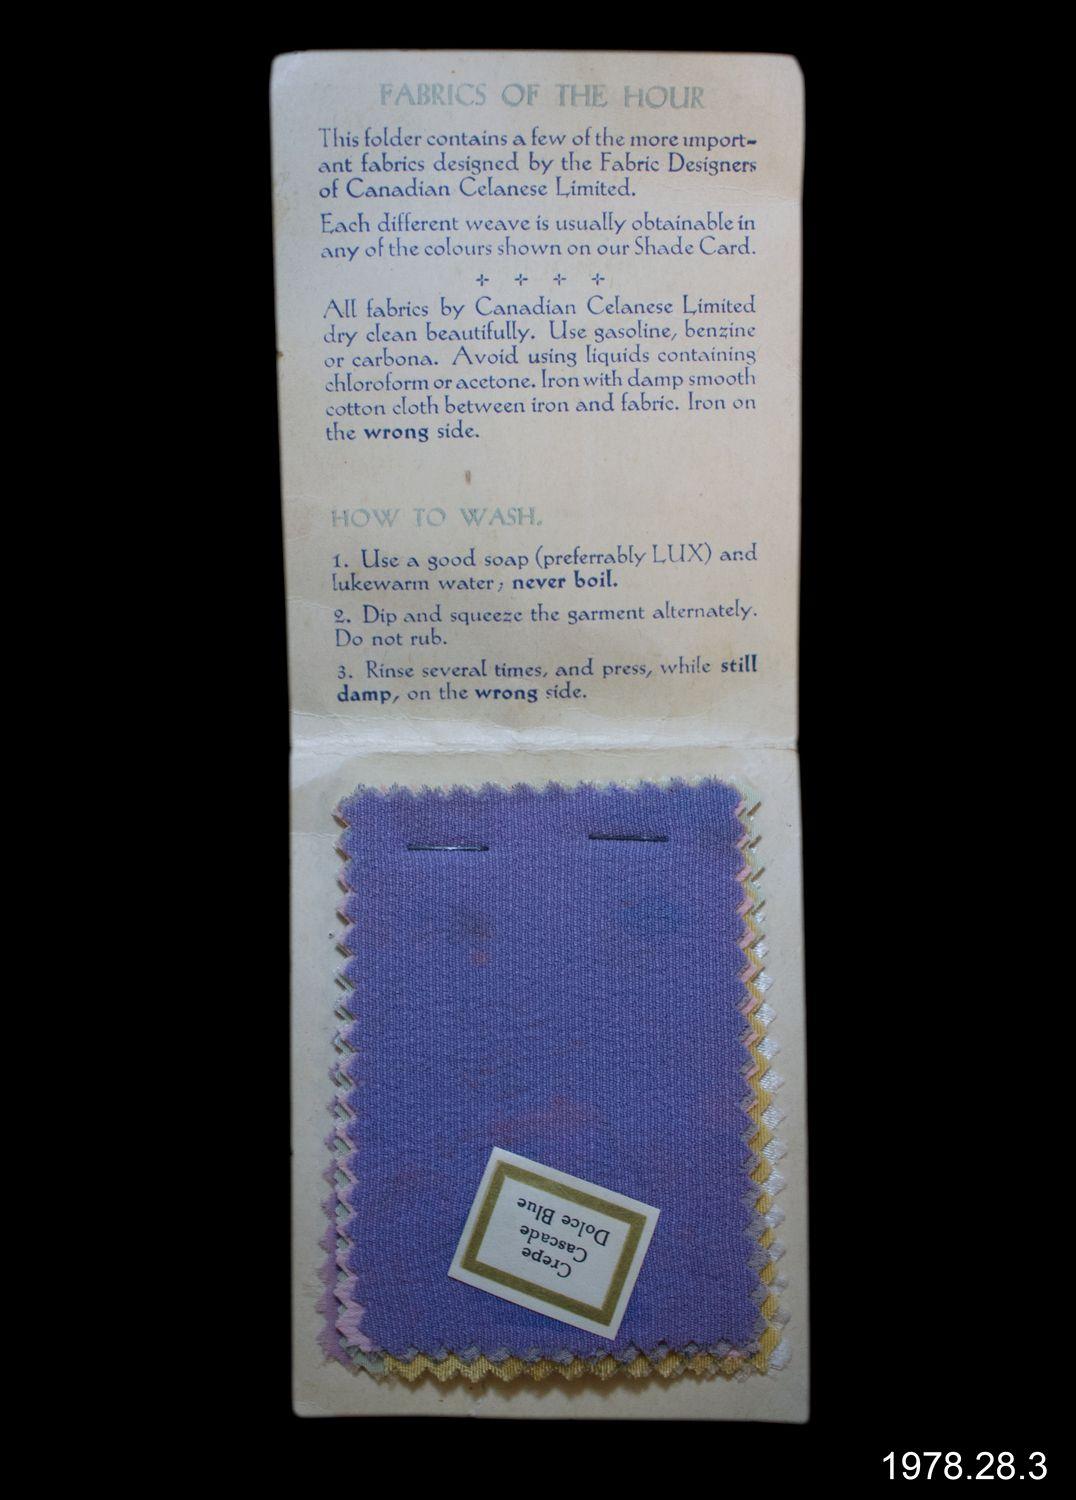 FABRICS OF THE HOUR
This folder contains a few of the more import-
ant fabrics designed by the Fabric Designers
of Canadian Celanese Limited.
Each different weave is usually obtainable in
any of the colours shown on our Shade Card.
All fabrics by Canadian Celanese Limited
dry clean beautifully. Use gasoline, benzine
or carbona. Avoid using liquids containing
chloroform or acetone. Iron with damp smooth
cotton cloth between iron and fabric. Iron on
the wrong side.
HOW TO WASH.
1. Use a good soap (preferrably LUX) and
lukewarm water; never boil.
2. Dip and squeeze the garment alternately.
Do not rub.
3. Rinse several times, and press, while still
damp, on the wrong side.
Crepe
Cascade
Dolce Blue
1978.28.3